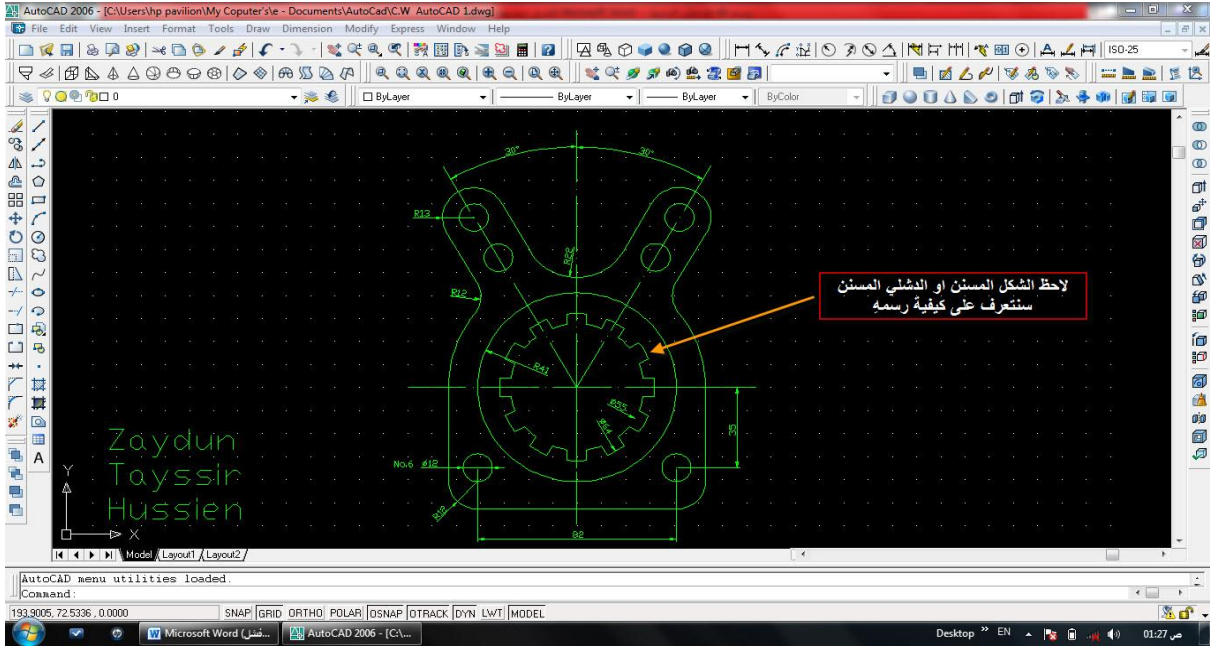 AutoCAD 2006 - [C:\Users\hp pavilion\My Coputer's\e - Documents\AutoCad\C.W AutoCAD 1.dwg]
File Edit View Insert Format Tools Draw Dimension Modify Express Window Help
ISO-25
0
ByLayer
ByLayer
ByLayer
ByColor
30°
30°
R13
R22
R12
لاحظ الشكل المسنن او الدشلي المسنن
سنتعرف على كيفية رسمهِ
R41
Ø55
Ø64
35
No.6 Ø12
R12
82
Zaydun
Tayssir
Hussien
Y
X
Model Layout1 Layout2
AutoCAD menu utilities loaded.
Command:
193.9005, 72.5336 , 0.0000
SNAP GRID ORTHO POLAR OSNAP OTRACK DYN LWT MODEL
Microsoft Word
AutoCAD 2006 - [C:\...
Desktop
EN
01:27 ص